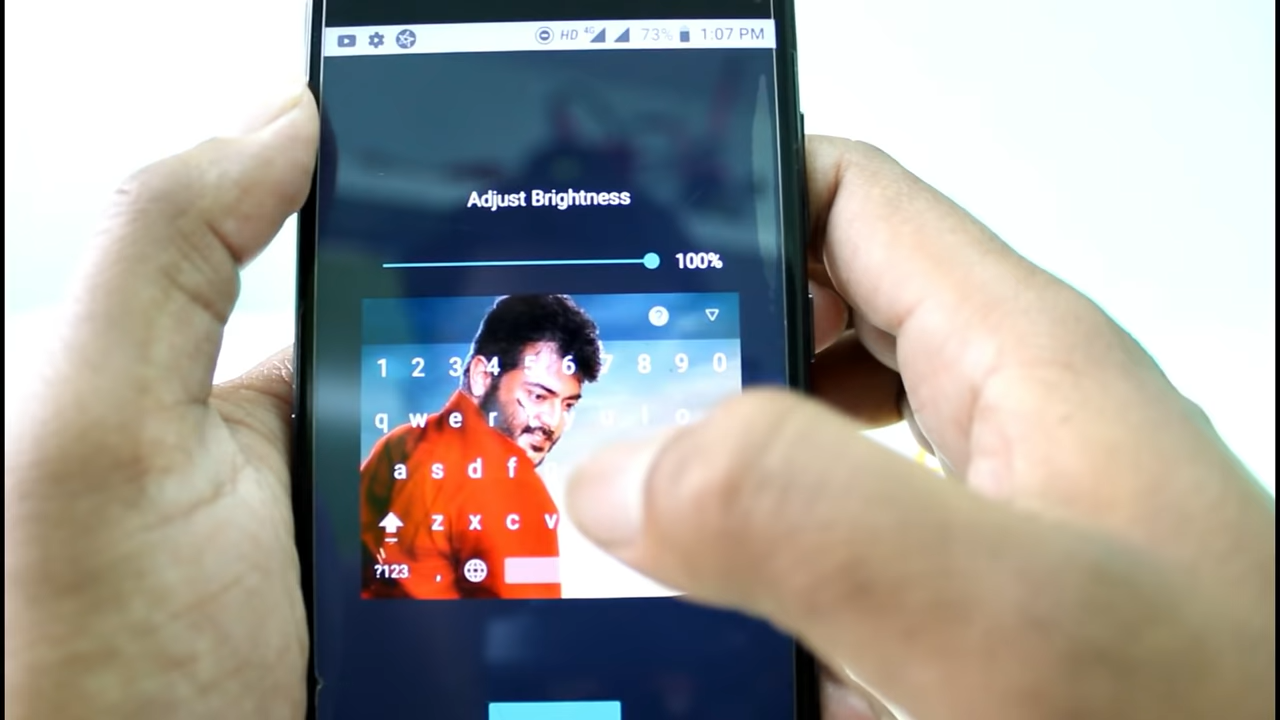 HD 4G 73% 1:07 PM
Adjust Brightness
100%
?
1 2 3 4 5 6 7 8 9 0
q w e r t y u i o
a s d f
z x c v
?123 ,